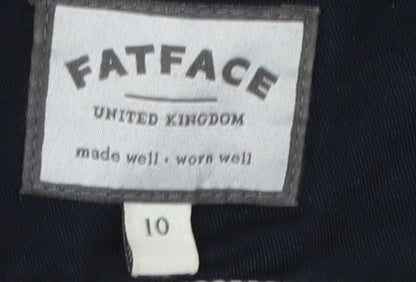 FATFACE
UNITED KINGDOM
made well • worn well
10